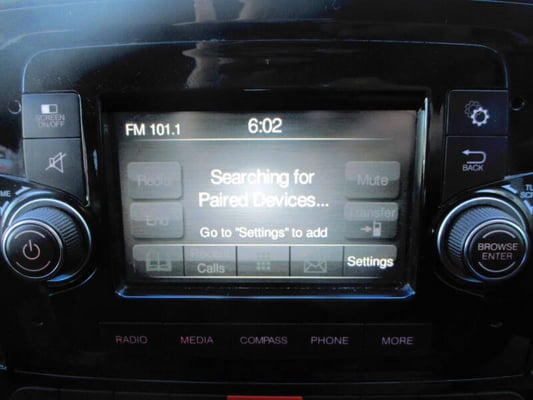 SCREEN
ON/OFF
FM 101.1
6:02
Searching for
Paired Devices...
Go to "Settings" to add
Redial
End
Mute
Transfer
Calls
Settings
BACK
BROWSE
ENTER
RADIO
MEDIA
COMPASS
PHONE
MORE